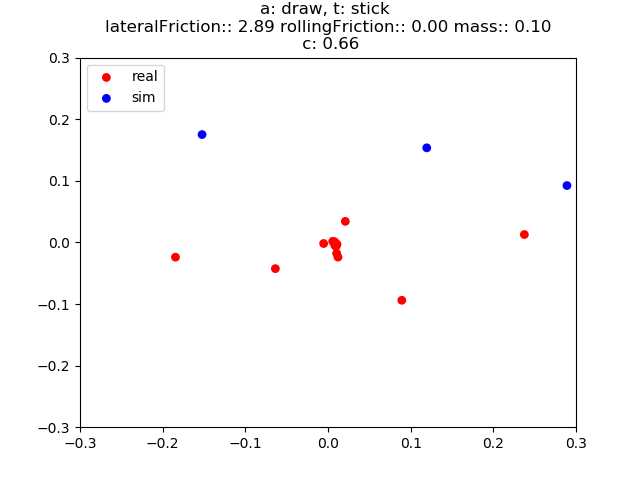 a: draw, t: stick
lateralFriction:: 2.89 rollingFriction:: 0.00 mass:: 0.10
c: 0.66
real
sim
0.3
0.2
0.1
0.0
−0.1
−0.2
−0.3
−0.3
−0.2
−0.1
0.0
0.1
0.2
0.3